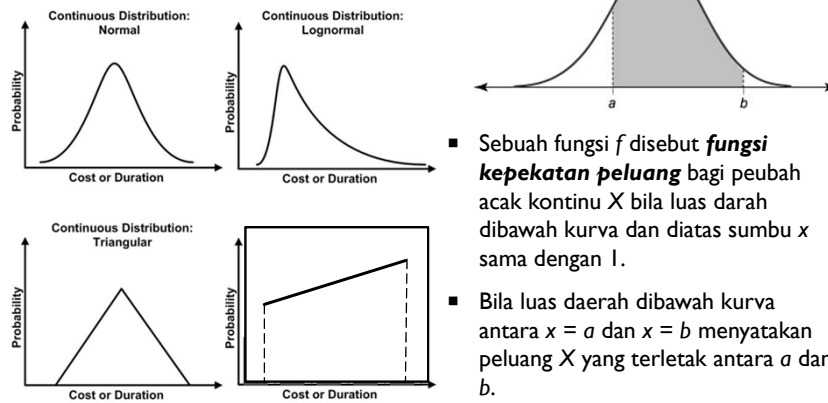 Continuous Distribution:
Normal
Probability
Cost or Duration
Continuous Distribution:
Lognormal
Probability
Cost or Duration
Continuous Distribution:
Triangular
Probability
Cost or Duration
Probability
Cost or Duration
a
b
▪ Sebuah fungsi f disebut fungsi
kepekatan peluang bagi peubah
acak kontinu X bila luas darah
dibawah kurva dan diatas sumbu x
sama dengan 1.
▪ Bila luas daerah dibawah kurva
antara x = a dan x = b menyatakan
peluang X yang terletak antara a dan
b.